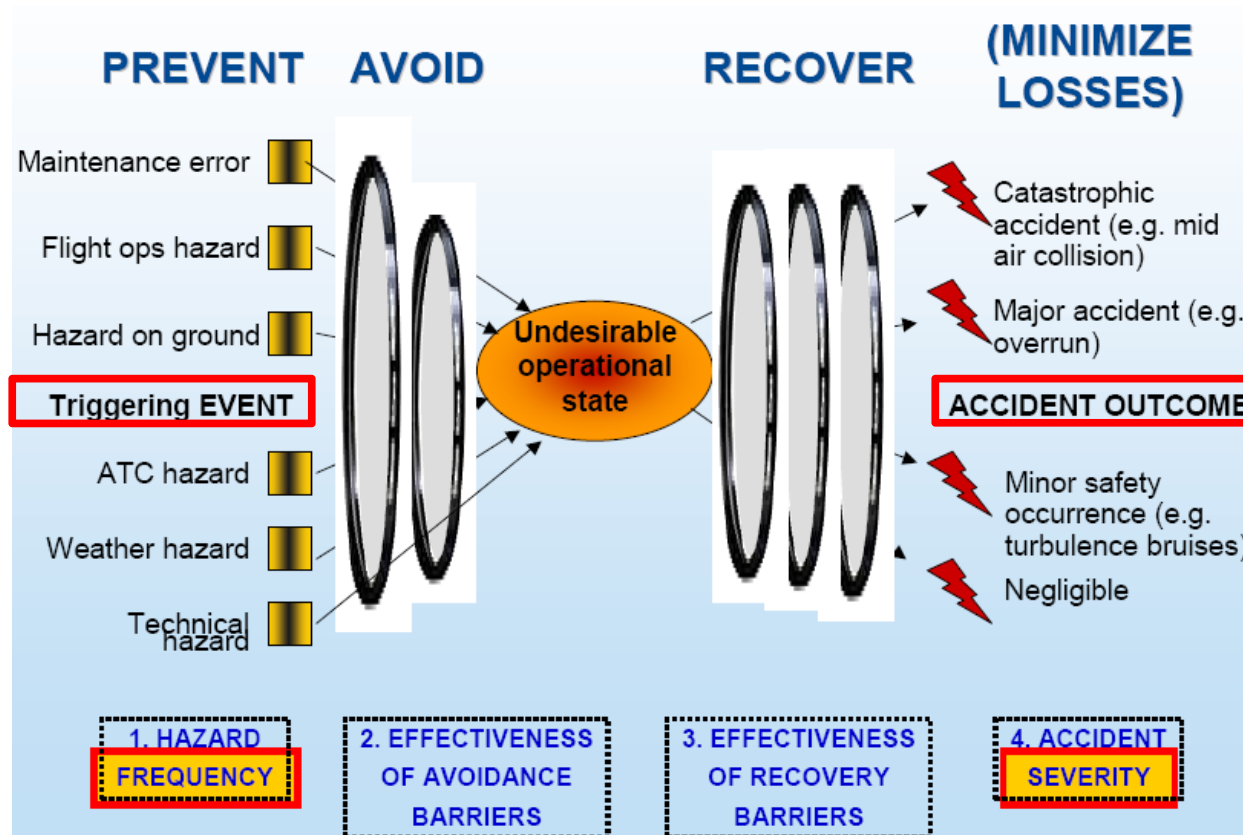 PREVENT
AVOID
RECOVER
(MINIMIZE
LOSSES)
Maintenance error
Flight ops hazard
Hazard on ground
Triggering EVENT
ATC hazard
Weather hazard
Technical
hazard
Undesirable
operational
state
Catastrophic
accident (e.g. mid
air collision)
Major accident (e.g.
overrun)
ACCIDENT OUTCOME
Minor safety
occurrence (e.g.
turbulence bruises)
Negligible
1. HAZARD
FREQUENCY
2. EFFECTIVENESS
OF AVOIDANCE
BARRIERS
3. EFFECTIVENESS
OF RECOVERY
BARRIERS
4. ACCIDENT
SEVERITY